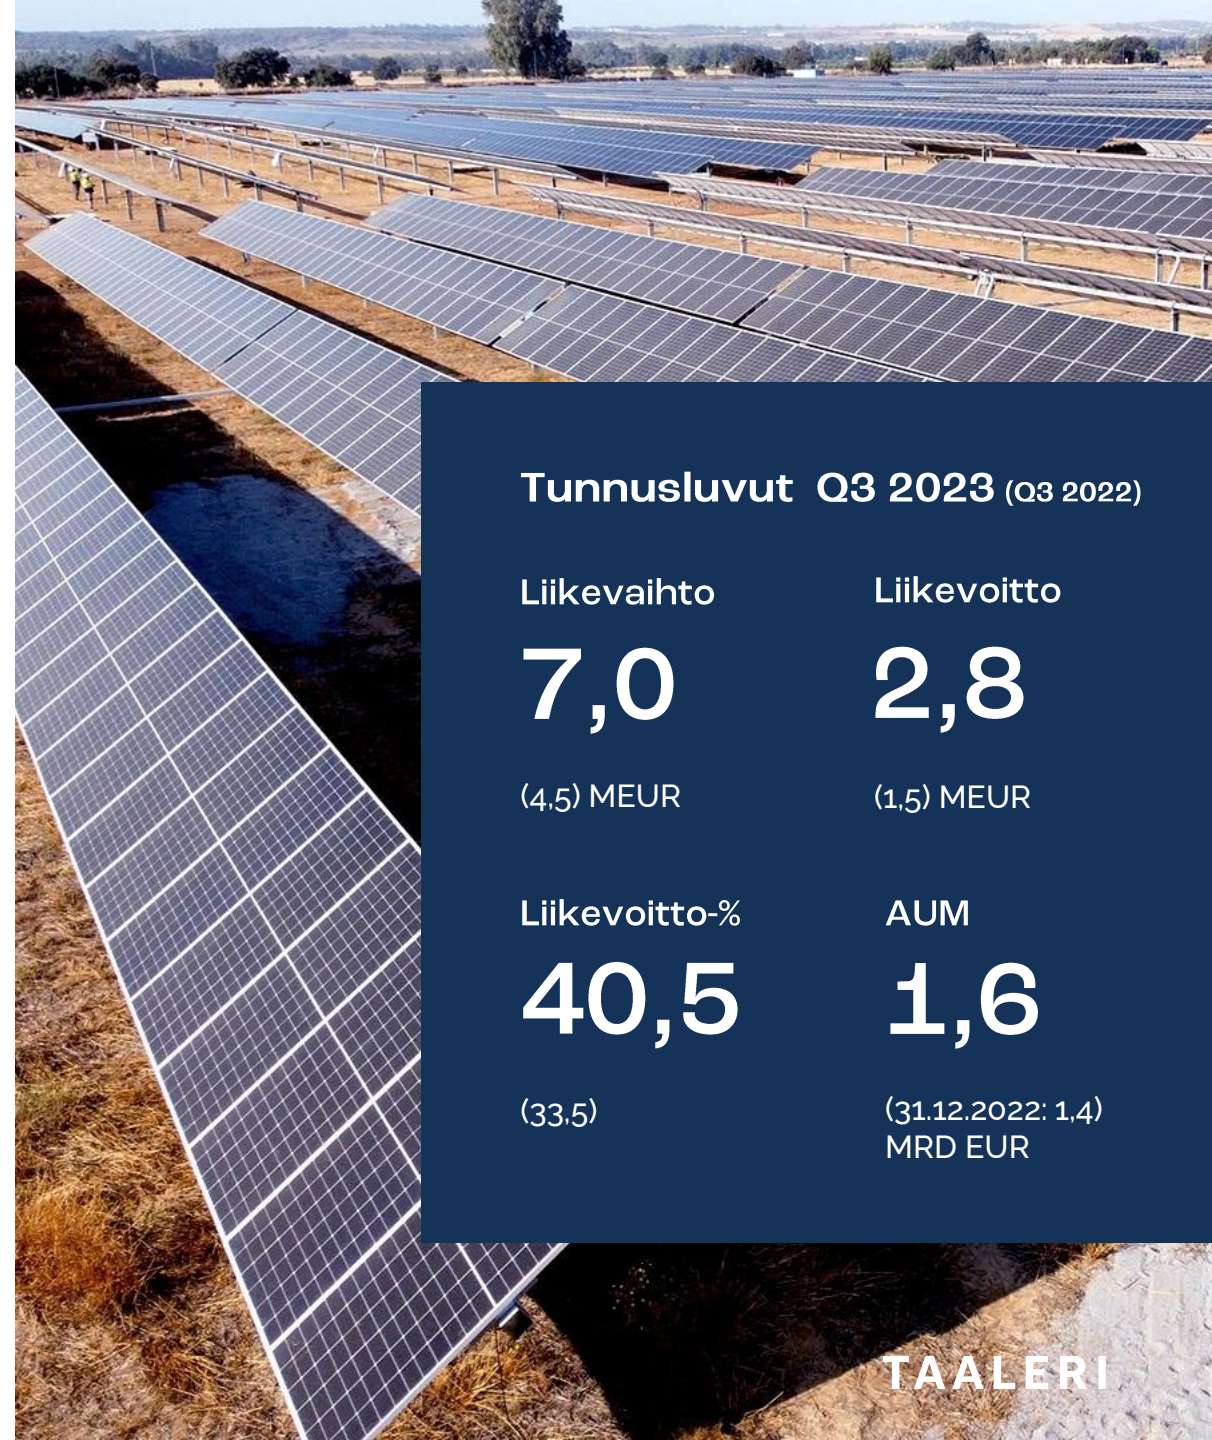 Tunnusluvut Q3 2023 (Q3 2022)
Liikevaihto
7,0
(4,5) MEUR
Liikevoitto
2,8
(1,5) MEUR
Liikevoitto-%
40,5
(33,5)
AUM
1,6
(31.12.2022: 1,4)
MRD EUR
TAALERI